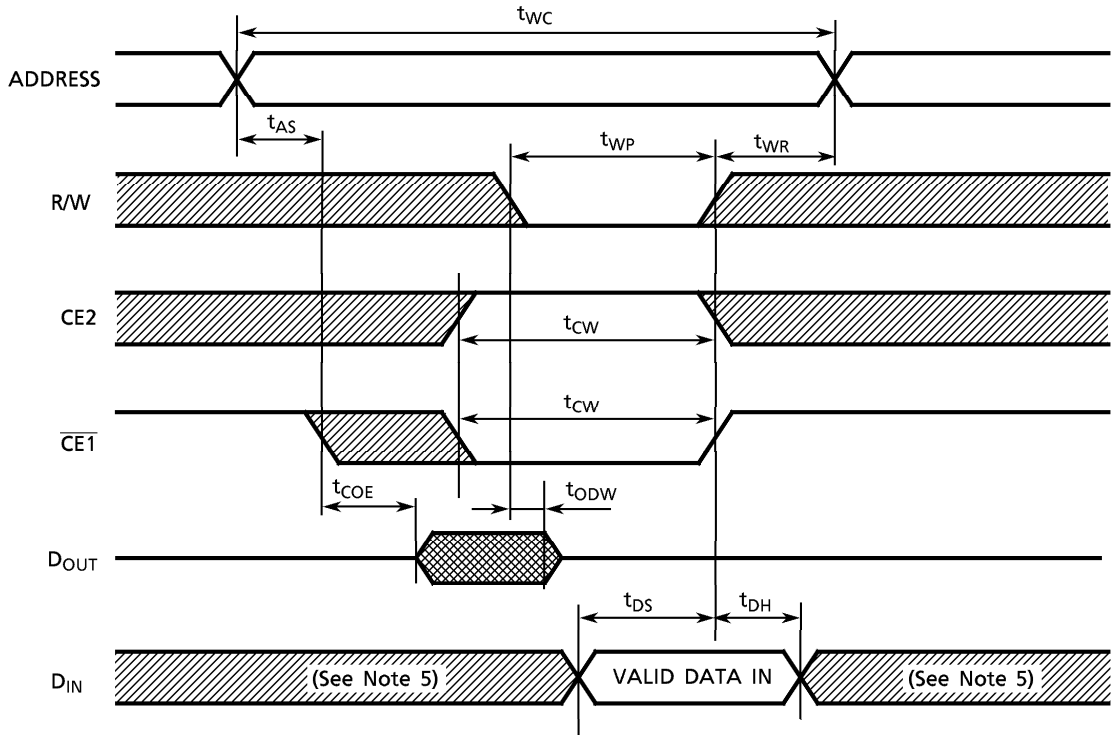 tWC
ADDRESS
tAS
tWP
tWR
R/W
CE2
tCW
CE1
tCW
tCOE
tODW
DOUT
tDS
tDH
DIN
(See Note 5)
VALID DATA IN
(See Note 5)